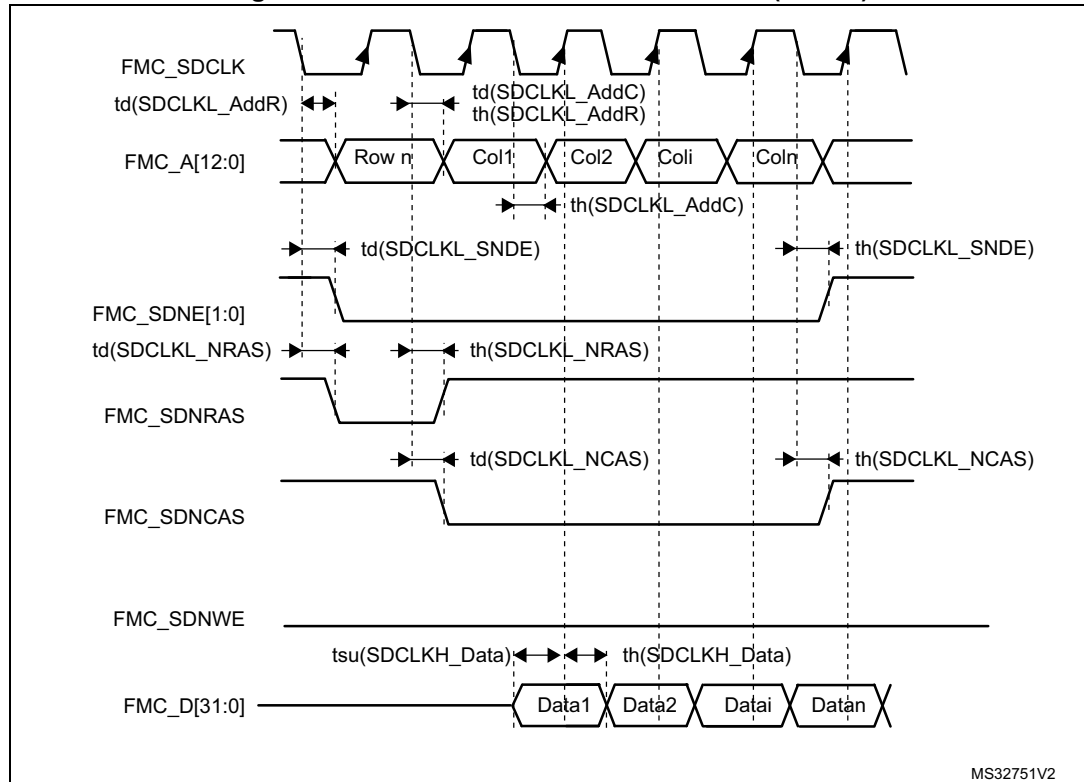 FMC_SDCLK
td(SDCLKL_AddR)
td(SDCLKL_AddC)
th(SDCLKL_AddR)
FMC_A[12:0]
Row n
Col1
Col2
Coli
Coln
th(SDCLKL_AddC)
td(SDCLKL_SNDE)
th(SDCLKL_SNDE)
FMC_SDNE[1:0]
td(SDCLKL_NRAS)
th(SDCLKL_NRAS)
FMC_SDNRAS
td(SDCLKL_NCAS)
th(SDCLKL_NCAS)
FMC_SDNCAS
FMC_SDNWE
tsu(SDCLKH_Data)
th(SDCLKH_Data)
FMC_D[31:0]
Data1
Data2
Datai
Datan
MS32751V2